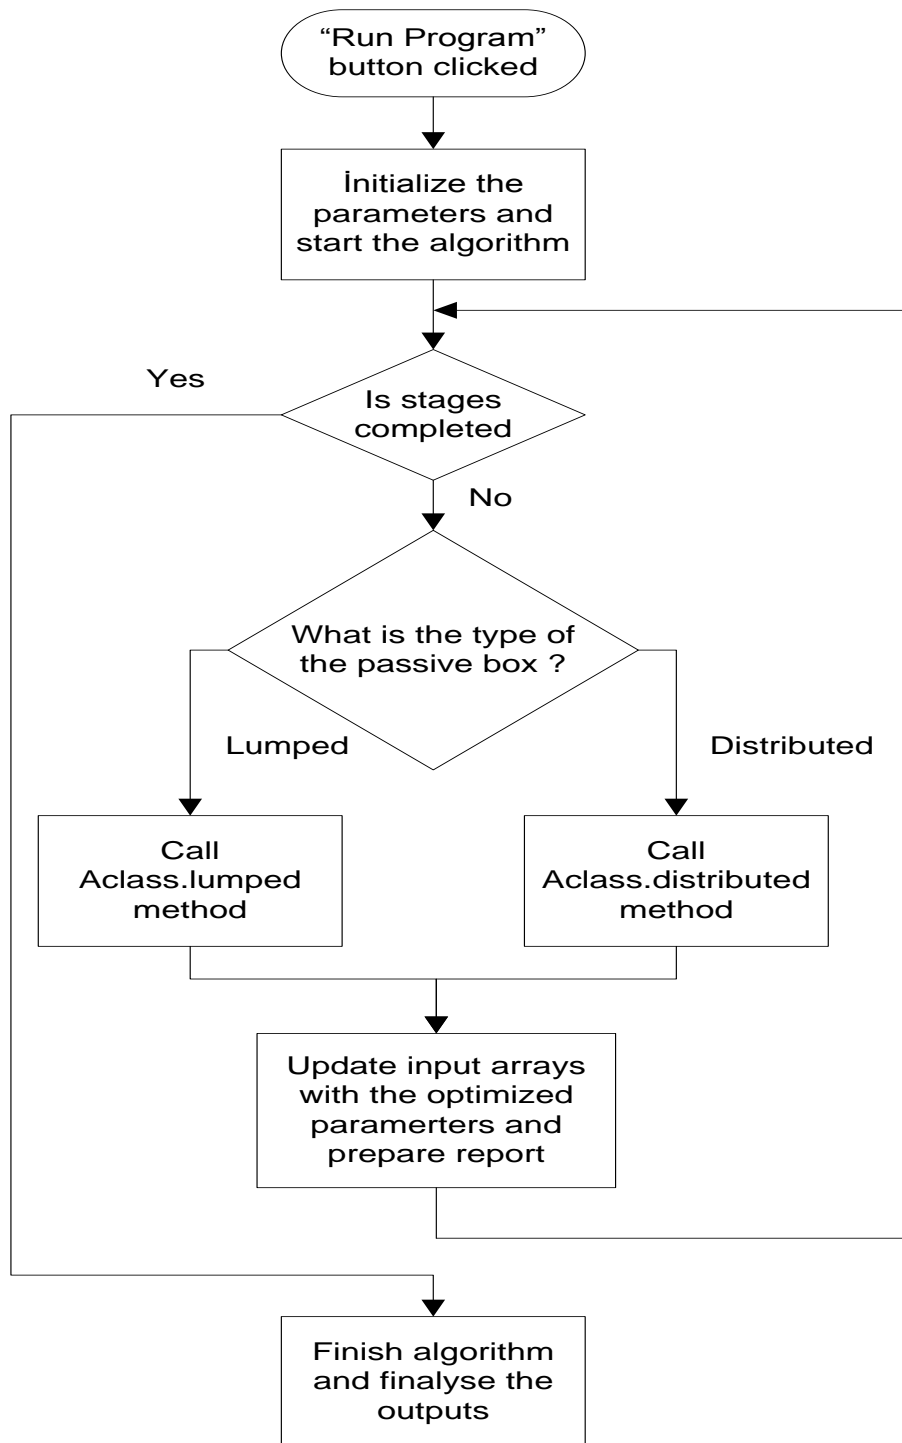 “Run Program”
button clicked
İnitialize the
parameters and
start the algorithm
Yes
Is stages
completed
No
What is the type of
the passive box ?
Lumped
Distributed
Call
Aclass.lumped
method
Call
Aclass.distributed
method
Update input arrays
with the optimized
paramerters and
prepare report
Finish algorithm
and finalyse the
outputs